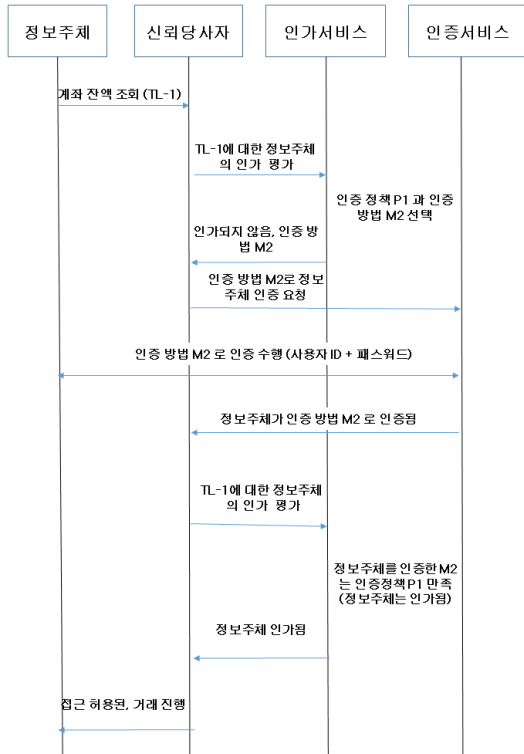 정보주체
신뢰당사자
인가서비스
인증서비스
계좌 잔액 조회 (TL-1)
TL-1에 대한 정보주체
의 인가 평가
인증 정책 P1 과 인증
방법 M2 선택
인가되지 않음, 인증 방
법 M2
인증 방법 M2로 정보
주체 인증 요청
인증 방법 M2 로 인증 수행 (사용자 ID + 패스워드)
정보주체가 인증 방법 M2 로 인증됨
TL-1에 대한 정보주체
의 인가 평가
정보주체를 인증한 M2
는 인증정책 P1 만족
(정보주체는 인가됨)
정보주체 인가됨
접근 허용된, 거래 진행